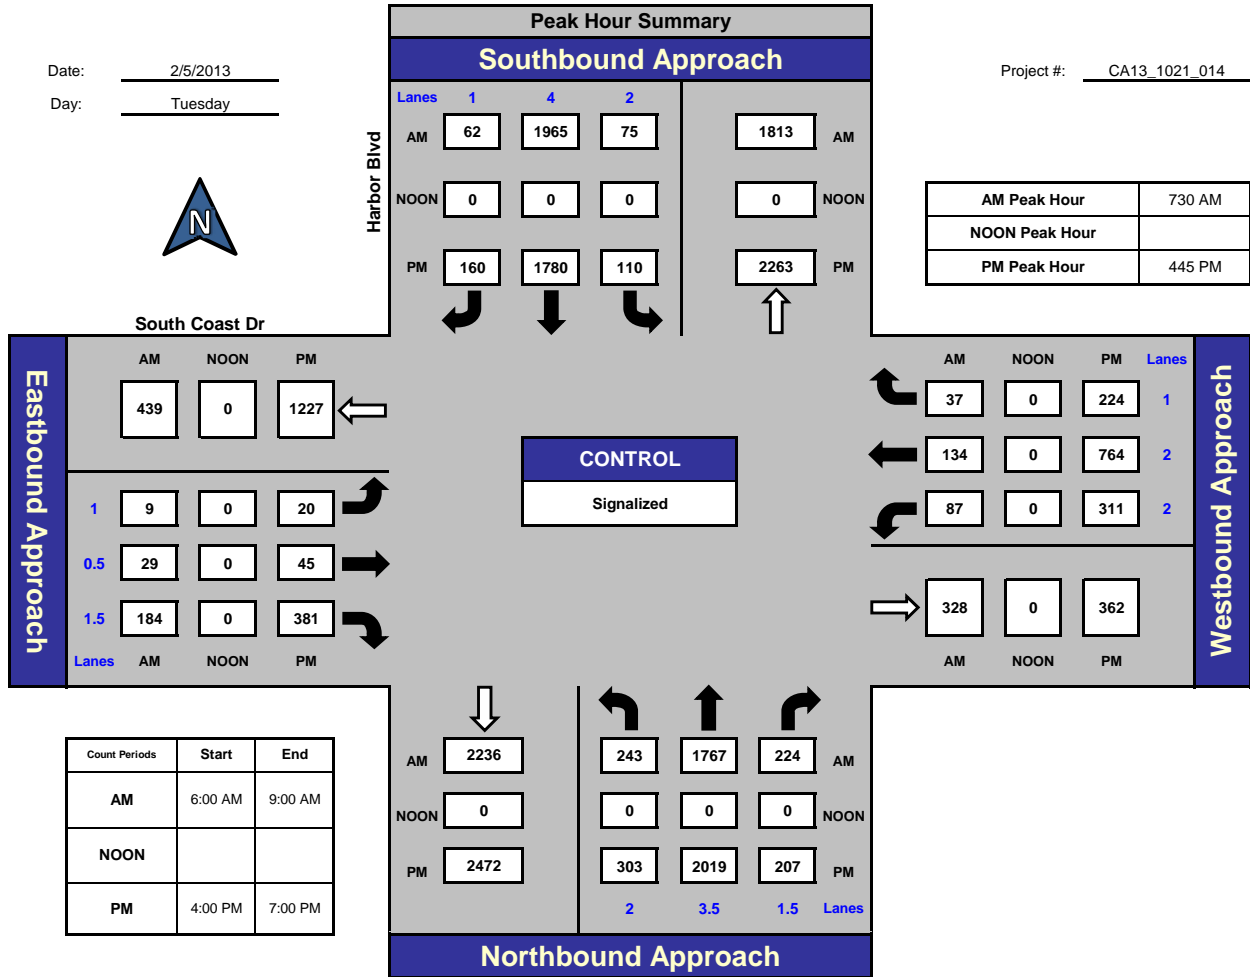 Peak Hour Summary
Southbound Approach
Date: 2/5/2013
Day: Tuesday
Project #: CA13_1021_014
N
Harbor Blvd
Lanes 1 4 2
AM 62 1965 75 1813 AM
NOON 0 0 0 0 NOON
PM 160 1780 110 2263 PM
AM Peak Hour 730 AM
NOON Peak Hour
PM Peak Hour 445 PM
South Coast Dr
Eastbound Approach
AM NOON PM
439 0 1227
1 9 0 20
0.5 29 0 45
1.5 184 0 381
Lanes AM NOON PM
CONTROL
Signalized
AM NOON PM Lanes
37 0 224 1
134 0 764 2
87 0 311 2
328 0 362
AM NOON PM
Westbound Approach
Count Periods Start End
AM 6:00 AM 9:00 AM
NOON
PM 4:00 PM 7:00 PM
AM 2236 243 1767 224 AM
NOON 0 0 0 0 NOON
PM 2472 303 2019 207 PM
2 3.5 1.5 Lanes
Northbound Approach